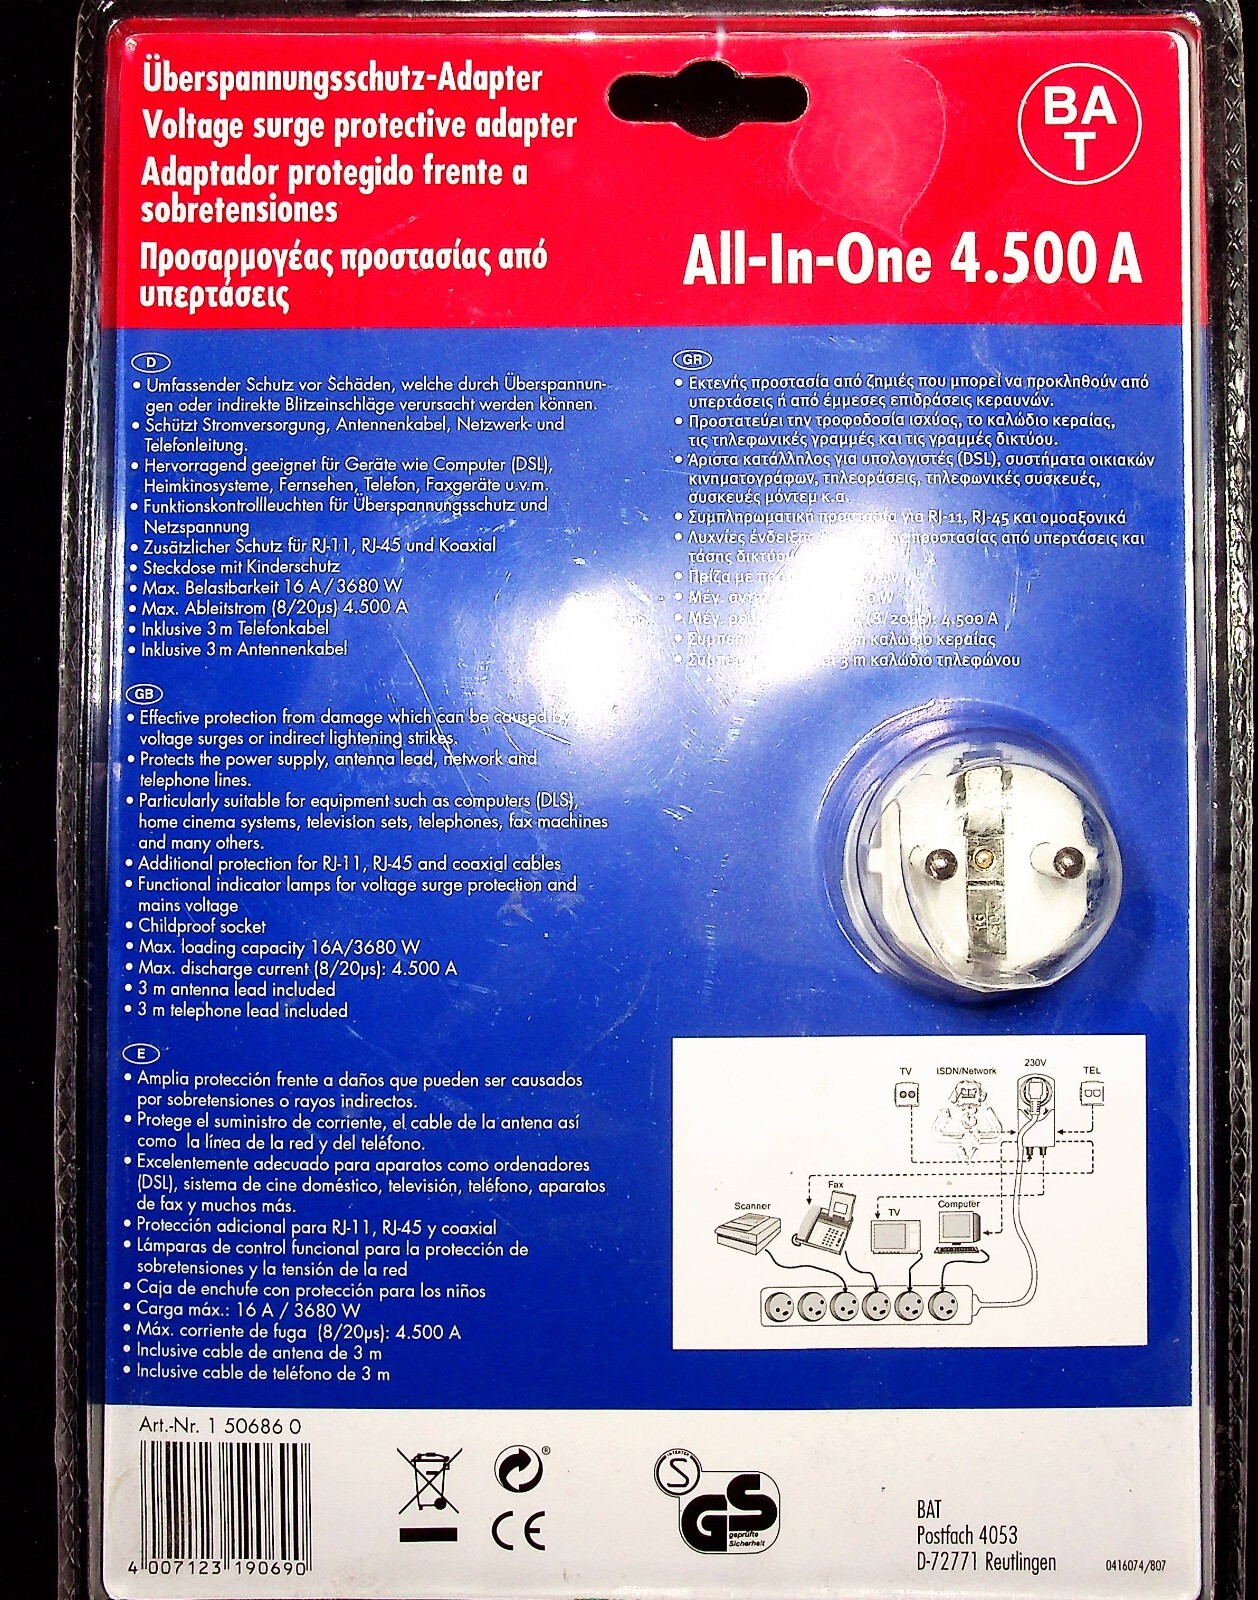 Überspannungsschutz-Adapter
Voltage surge protective adapter
Adaptador protegido frente a
sobretensiones
Προσαρμογέας προστασίας από
υπερτάσεις
BA
T
All-In-One 4.500 A
D
• Umfassender Schutz vor Schäden, welche durch Überspannun-
gen oder indirekte Blitzeinschläge verursacht werden können.
• Schützt Stromversorgung, Antennenkabel, Netzwerk- und
Telefonleitung.
• Hervorragend geeignet für Geräte wie Computer (DSL),
Heimkinosysteme, Fernsehen, Telefon, Faxgeräte u.v.m.
• Funktionskontrollleuchten für Überspannungsschutz und
Netzspannung
• Zusätzlicher Schutz für RJ-11, RJ-45 und Koaxial
• Steckdose mit Kinderschutz
• Max. Belastbarkeit 16 A / 3680 W
• Max. Ableitstrom (8/20µs) 4.500 A
• Inklusive 3 m Telefonkabel
• Inklusive 3 m Antennenkabel
GB
• Effective protection from damage which can be caused by
voltage surges or indirect lightening strikes.
• Protects the power supply, antenna lead, network and
telephone lines.
• Particularly suitable for equipment such as computers (DLS),
home cinema systems, television sets, telephones, fax machines
and many others.
• Additional protection for RJ-11, RJ-45 and coaxial cables
• Functional indicator lamps for voltage surge protection and
mains voltage
• Childproof socket
• Max. loading capacity 16A/3680 W
• Max. discharge current (8/20µs): 4.500 A
• 3 m antenna lead included
• 3 m telephone lead included
E
• Amplia protección frente a daños que pueden ser causados
por sobretensiones o rayos indirectos.
• Protege el suministro de corriente, el cable de la antena así
como la línea de la red y del teléfono.
• Excelentemente adecuado para aparatos como ordenadores
(DSL), sistema de cine doméstico, televisión, teléfono, aparatos
de fax y muchos más.
• Protección adicional para RJ-11, RJ-45 y coaxial
• Lámparas de control funcional para la protección de
sobretensiones y la tensión de la red
• Caja de enchufe con protección para los niños
• Carga máx.: 16 A / 3680 W
• Máx. corriente de fuga (8/20µs): 4.500 A
• Inclusive cable de antena de 3 m
• Inclusive cable de teléfono de 3 m
GR
• Εκτενής προστασία από ζημιές που μπορεί να προκληθούν από
υπερτάσεις ή από έμμεσες επιδράσεις κεραυνών.
• Προστατεύει την τροφοδοσία ισχύος, το καλώδιο κεραίας,
τις τηλεφωνικές γραμμές και τις γραμμές δικτύου.
• Άριστα κατάλληλος για υπολογιστές (DSL), συστήματα οικιακών
κινηματογράφων, τηλεοράσεις, τηλεφωνικές συσκευές,
συσκευές μόντεμ κ.α.
• Συμπληρωματική προστασία για RJ-11, RJ-45 και ομοαξονικά
• Λυχνίες ένδειξης προστασίας από υπερτάσεις και
τάσης δικτύου
• Πρίζα με
• Μέγ. W
• Μέγ. (8/20µs): 4.500 A
• καλώδιο κεραίας
• 3 m καλώδιο τηλεφώνου
TV
ISDN/Network
230V
TEL
Scanner
Fax
TV
Computer
Art.-Nr. 1 50686 0
4 007123 190690
®
CE
S
GS
geprüfte
Sicherheit
BAT
Postfach 4053
D-72771 Reutlingen
0416074/807